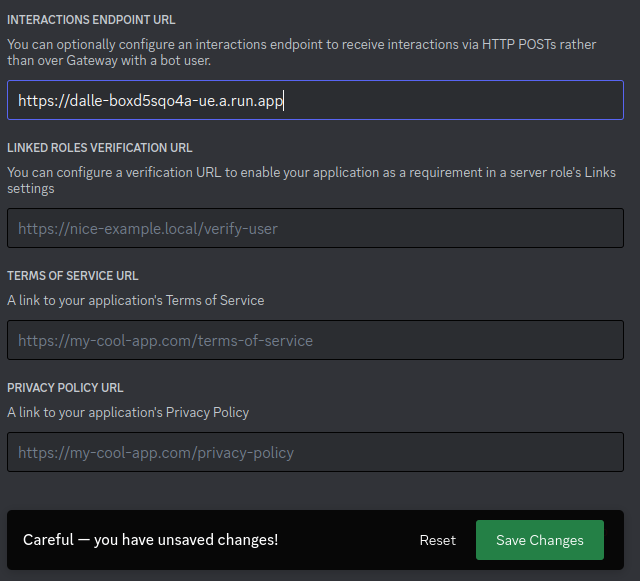 INTERACTIONS ENDPOINT URL
You can optionally configure an interactions endpoint to receive interactions via HTTP POSTs rather
than over Gateway with a bot user.
https://dalle-boxd5sqo4a-ue.a.run.app
LINKED ROLES VERIFICATION URL
You can configure a verification URL to enable your application as a requirement in a server role's Links
settings
https://nice-example.local/verify-user
TERMS OF SERVICE URL
A link to your application's Terms of Service
https://my-cool-app.com/terms-of-service
PRIVACY POLICY URL
A link to your application's Privacy Policy
https://my-cool-app.com/privacy-policy
Careful — you have unsaved changes! Reset Save Changes